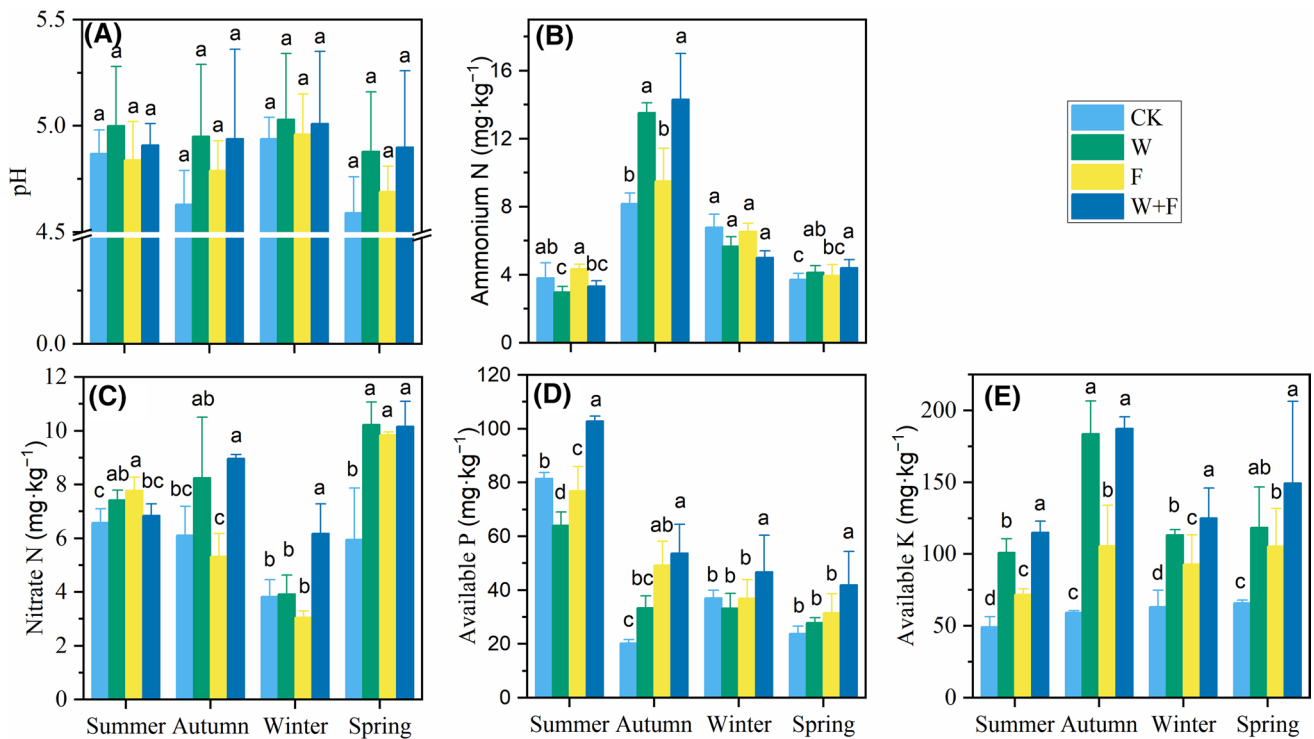 (A)
5.5
5.0
4.5
4.5
0.0
pH
a a a a a a a a a a a a a a a a
(B)
16
12
8
4
0
Ammonium N (mg·kg⁻¹)
ab c a bc b a b a a a a a c ab bc a
CK
W
F
W+F
(C)
12
10
8
6
4
2
0
Nitrate N (mg·kg⁻¹)
c ab a bc bc ab c a b b b a b a a a
Summer Autumn Winter Spring
(D)
120
100
80
60
40
20
0
Available P (mg·kg⁻¹)
b d c a c bc ab a b b b a b b b a
Summer Autumn Winter Spring
(E)
200
150
100
50
0
Available K (mg·kg⁻¹)
d b c a c a b a d b c a c ab b a
Summer Autumn Winter Spring